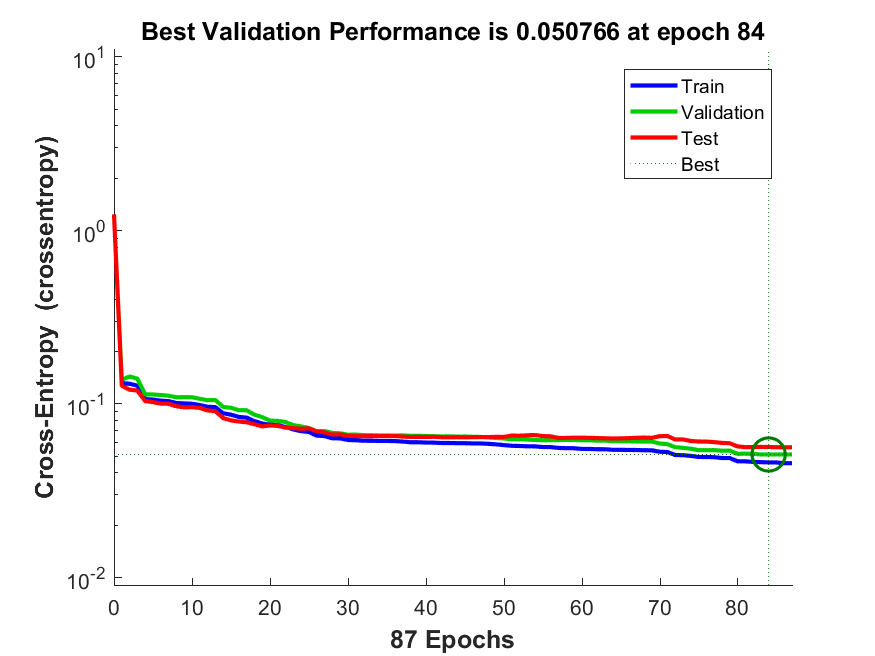 Best Validation Performance is 0.050766 at epoch 84
Cross-Entropy (crossentropy)
10^1
10^0
10^-1
10^-2
Train
Validation
Test
Best
0 10 20 30 40 50 60 70 80
87 Epochs